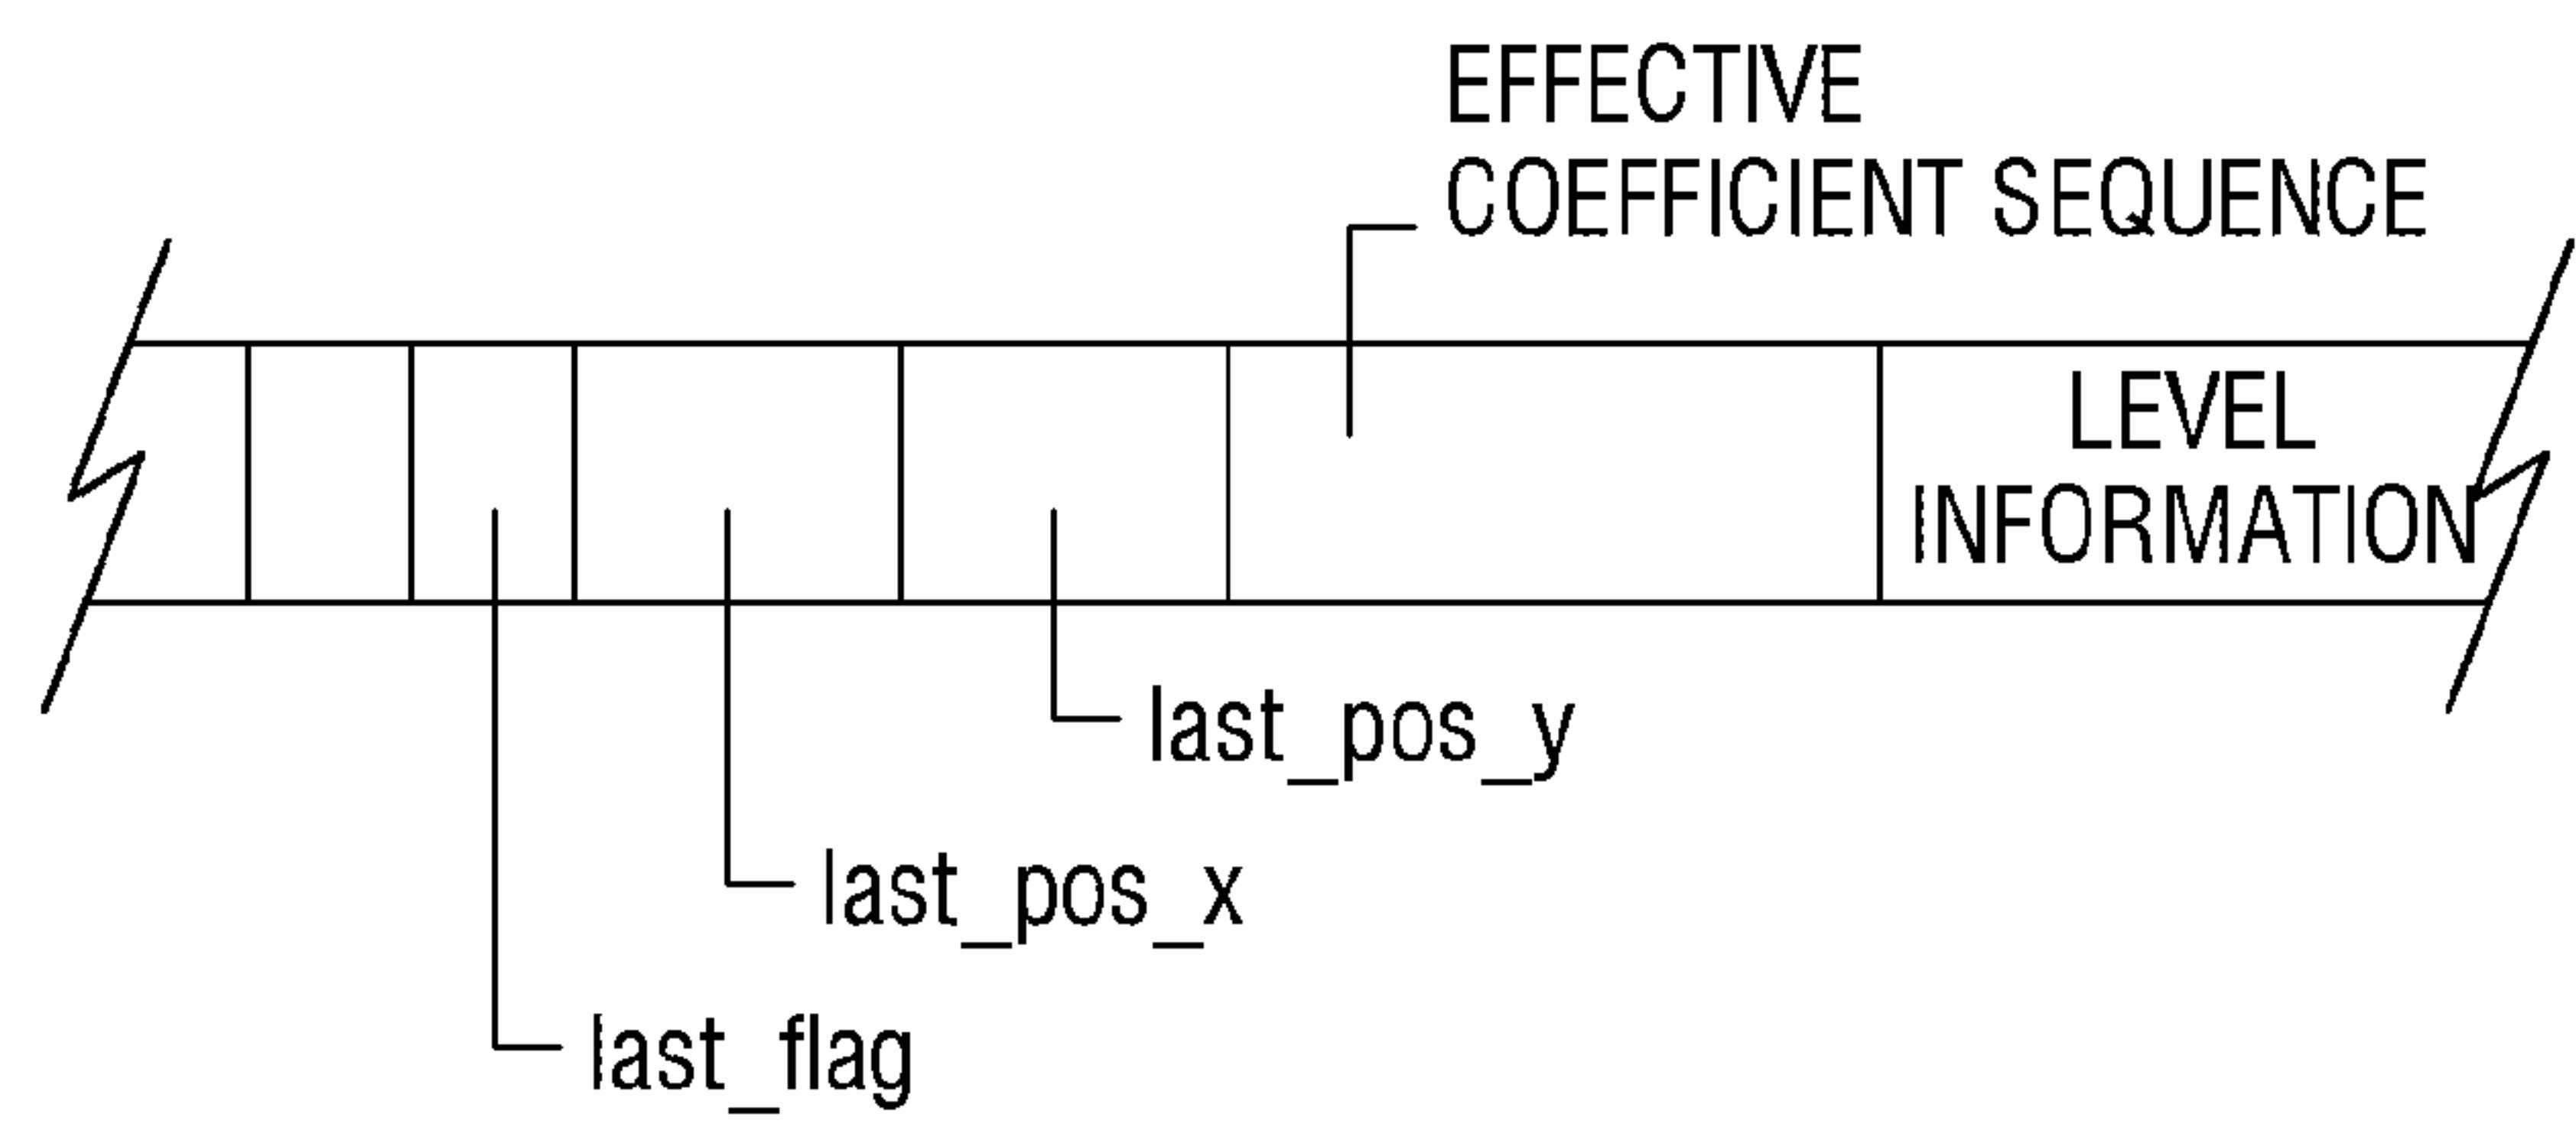 EFFECTIVE
COEFFICIENT SEQUENCE
LEVEL
INFORMATION
last_pos_y
last_pos_x
last_flag